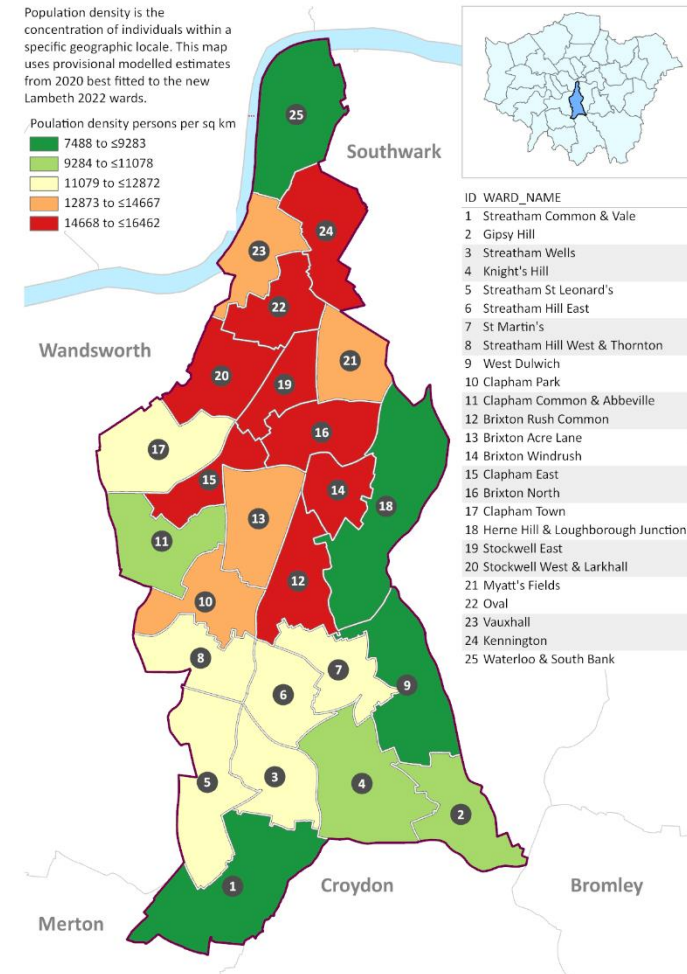 Population density is the
concentration of individuals within a
specific geographic locale. This map
uses provisional modelled estimates
from 2020 best fitted to the new
Lambeth 2022 wards.
Poulation density persons per sq km
7488 to ≤9283
9284 to ≤11078
11079 to ≤12872
12873 to ≤14667
14668 to ≤16462
25
Southwark
24
23
22
Wandsworth
21
20
19
16
17
15
14
18
13
11
12
10
8
7
9
6
3
5
4
2
1
Croydon
Bromley
Merton
ID WARD_NAME
1 Streatham Common & Vale
2 Gipsy Hill
3 Streatham Wells
4 Knight's Hill
5 Streatham St Leonard's
6 Streatham Hill East
7 St Martin's
8 Streatham Hill West & Thornton
9 West Dulwich
10 Clapham Park
11 Clapham Common & Abbeville
12 Brixton Rush Common
13 Brixton Acre Lane
14 Brixton Windrush
15 Clapham East
16 Brixton North
17 Clapham Town
18 Herne Hill & Loughborough Junction
19 Stockwell East
20 Stockwell West & Larkhall
21 Myatt's Fields
22 Oval
23 Vauxhall
24 Kennington
25 Waterloo & South Bank